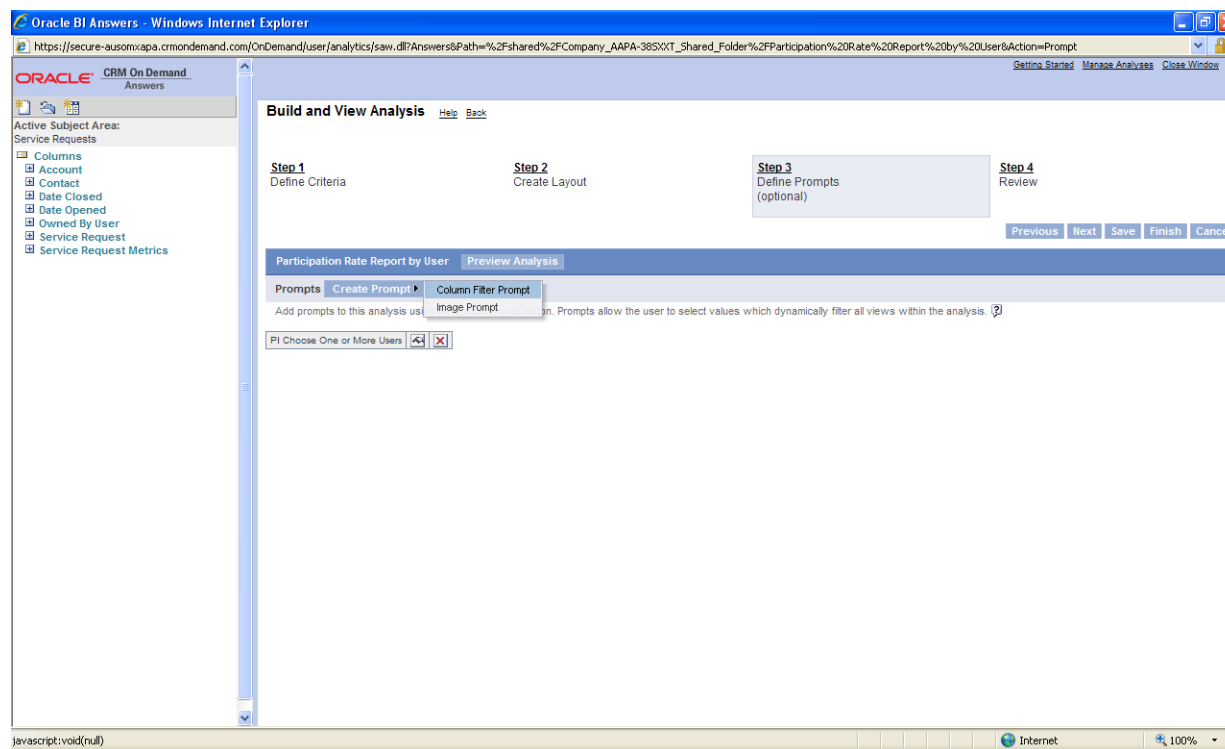 Oracle BI Answers - Windows Internet Explorer
https://secure-ausomxapa.crmondemand.com/OnDemand/user/analytics/saw.dll?Answers&Path=%2Fshared%2FCompany_AAPA-38SXXT_Shared_Folder%2FParticipation%20Rate%20Report%20by%20User&Action=Prompt
Getting Started Manage Analyses Close Window
ORACLE CRM On Demand
Answers
Active Subject Area:
Service Requests
Columns
Account
Contact
Date Closed
Date Opened
Owned By User
Service Request
Service Request Metrics
Build and View Analysis Help Back
Step 1 Step 2 Step 3 Step 4
Define Criteria Create Layout Define Prompts Review
(optional)
Previous Next Save Finish Cance
Participation Rate Report by User Preview Analysis
Prompts Create Prompt Column Filter Prompt
Image Prompt
Add prompts to this analysis usi on. Prompts allow the user to select values which dynamically filter all views within the analysis. ?
PI Choose One or More Users
javascript:void(null) Internet 100%